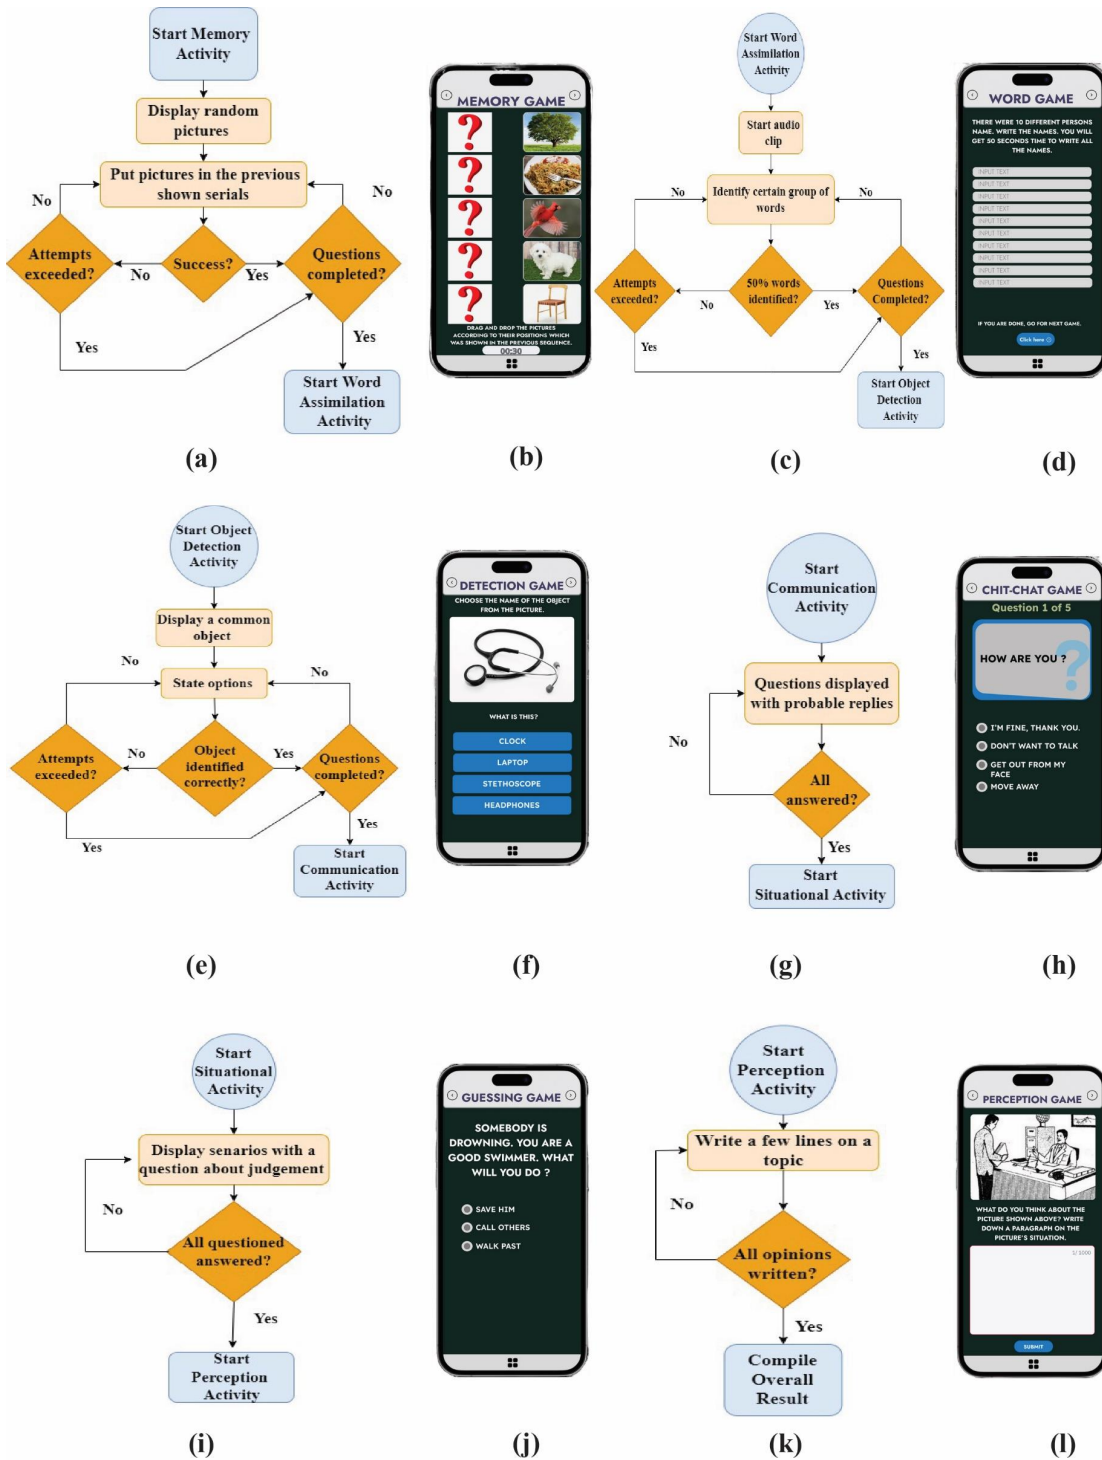 Start Memory
Activity
Display random
pictures
Put pictures in the previous
shown serials
No
No
Attempts
exceeded?
No
Success?
Yes
Questions
completed?
Yes
Yes
Start Word
Assimilation
Activity
(a)
MEMORY GAME
?
?
?
?
?
DRAG AND DROP THE PICTURES
ACCORDING TO THEIR POSITIONS WHICH
WAS SHOWN IN THE PREVIOUS SEQUENCE.
00:30
(b)
Start Word
Assimilation
Activity
Start audio
clip
Identify certain group of
words
No
No
Attempts
exceeded?
No
50% words
identified?
Yes
Questions
Completed?
Yes
Yes
Start Object
Detection
Activity
(c)
WORD GAME
THERE WERE 10 DIFFERENT PERSONS
NAME. WRITE THE NAMES. YOU WILL
GET 50 SECONDS TIME TO WRITE ALL
THE NAMES.
INPUT TEXT
INPUT TEXT
INPUT TEXT
INPUT TEXT
INPUT TEXT
INPUT TEXT
INPUT TEXT
INPUT TEXT
INPUT TEXT
INPUT TEXT
IF YOU ARE DONE, GO FOR NEXT GAME.
Click here
(d)
Start Object
Detection
Activity
Display a common
object
No
State options
No
Attempts
exceeded?
No
Object
identified
correctly?
Yes
Questions
completed?
Yes
Yes
Start
Communication
Activity
(e)
DETECTION GAME
CHOOSE THE NAME OF THE OBJECT
FROM THE PICTURE.
WHAT IS THIS?
CLOCK
LAPTOP
STETHOSCOPE
HEADPHONES
(f)
Start
Communication
Activity
Questions displayed
with probable replies
No
All
answered?
Yes
Start
Situational Activity
(g)
CHIT-CHAT GAME
Question 1 of 5
HOW ARE YOU ?
?
I'M FINE, THANK YOU.
DON'T WANT TO TALK
GET OUT FROM MY
FACE
MOVE AWAY
(h)
Start
Situational
Activity
Display senarios with a
question about judgement
No
All questioned
answered?
Yes
Start
Perception
Activity
(i)
GUESSING GAME
SOMEBODY IS
DROWNING. YOU ARE A
GOOD SWIMMER. WHAT
WILL YOU DO ?
SAVE HIM
CALL OTHERS
WALK PAST
(j)
Start
Perception
Activity
Write a few lines on a
topic
No
All opinions
written?
Yes
Compile
Overall
Result
(k)
PERCEPTION GAME
WHAT DO YOU THINK ABOUT THE
PICTURE SHOWN ABOVE? WRITE
DOWN A PARAGRAPH ON THE
PICTURE'S SITUATION.
1/ 1000
SUBMIT
(l)